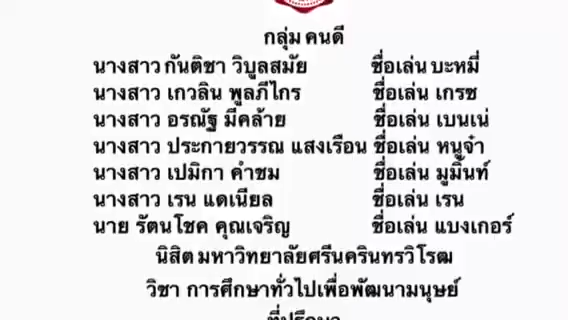 กลุ่ม คนดี
นางสาว กันติชา วิบูลสมัย ชื่อเล่น บะหมี่
นางสาว เกวลิน พูลภีไกร ชื่อเล่น เกรซ
นางสาว อรณัฐ มีคล้าย ชื่อเล่น เบนเน่
นางสาว ประกายวรรณ แสงเรือน ชื่อเล่น หนูจ๋า
นางสาว เปมิกา คำชม ชื่อเล่น มูมิ้นท์
นางสาว เรน แดเนียล ชื่อเล่น เรน
นาย รัตนโชค คุณเจริญ ชื่อเล่น แบงเกอร์
นิสิต มหาวิทยาลัยศรีนครินทรวิโรฒ
วิชา การศึกษาทั่วไปเพื่อพัฒนามนุษย์
ที่ปรึกษา